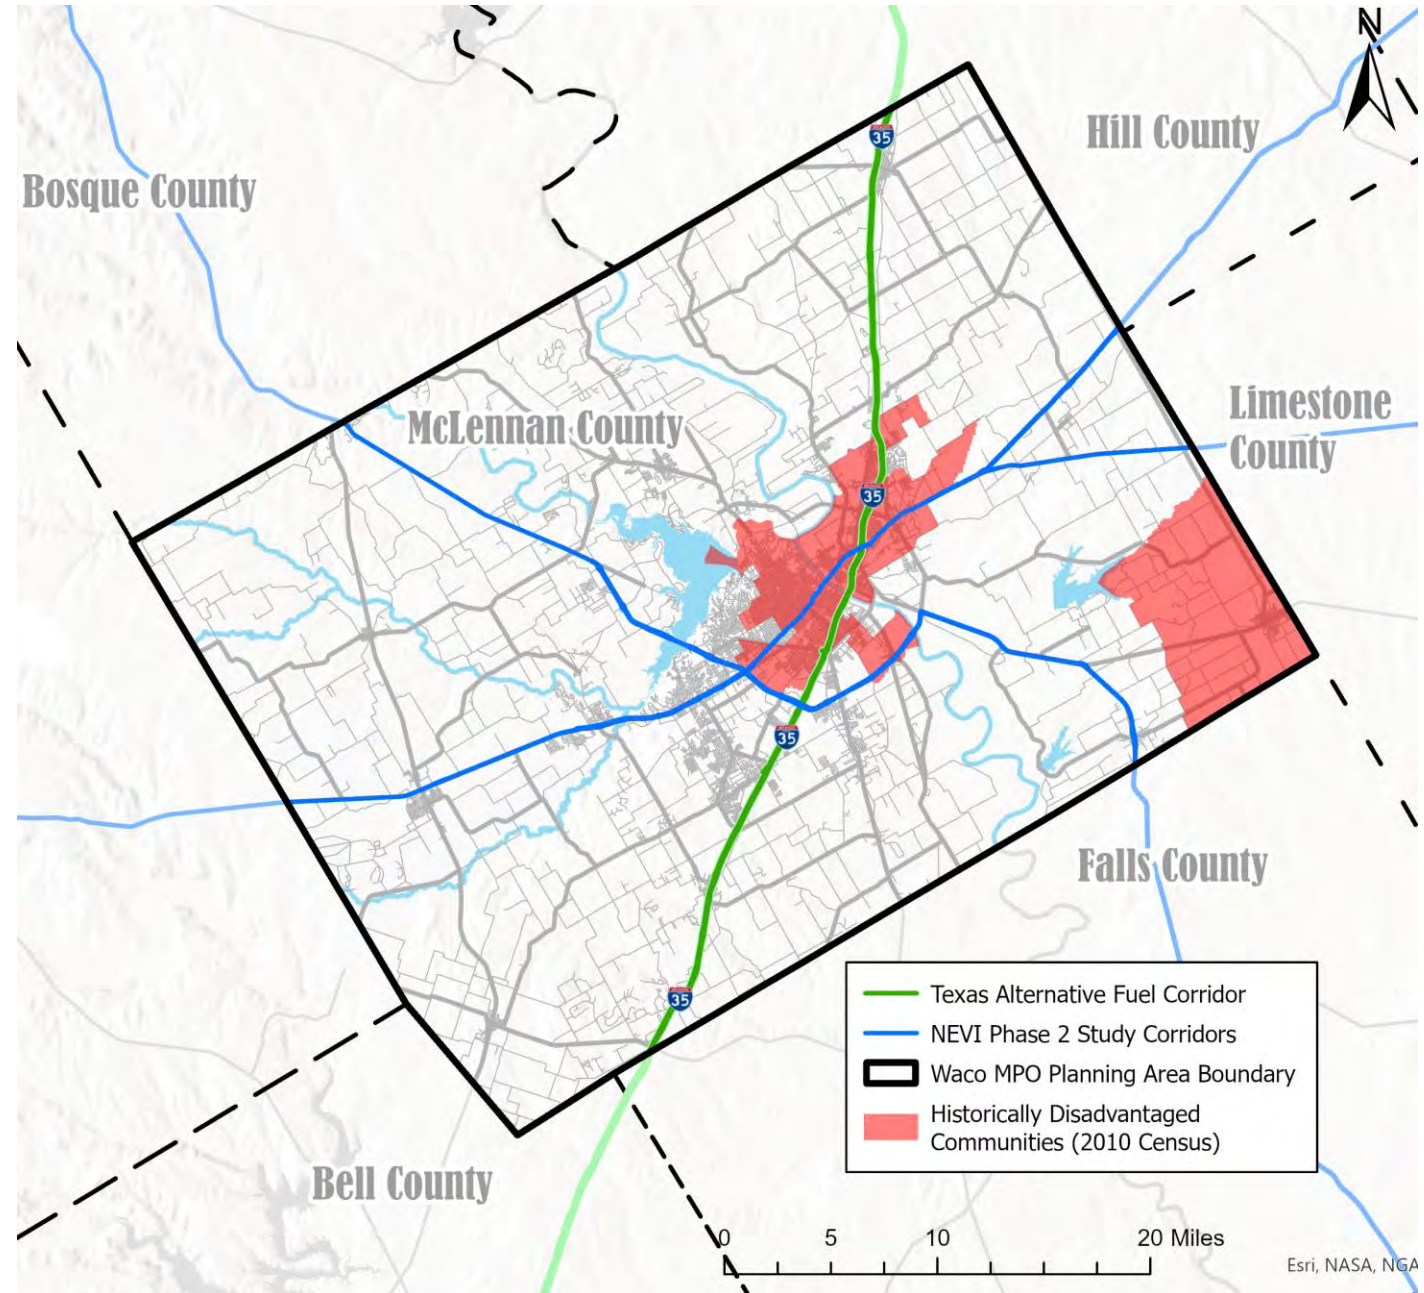 N
35
Hill County
Bosque County
Limestone
County
McLennan County
35
35
Falls County
35
Texas Alternative Fuel Corridor
NEVI Phase 2 Study Corridors
Waco MPO Planning Area Boundary
Historically Disadvantaged
Communities (2010 Census)
Bell County
0 5 10 20 Miles
Esri, NASA, NGA